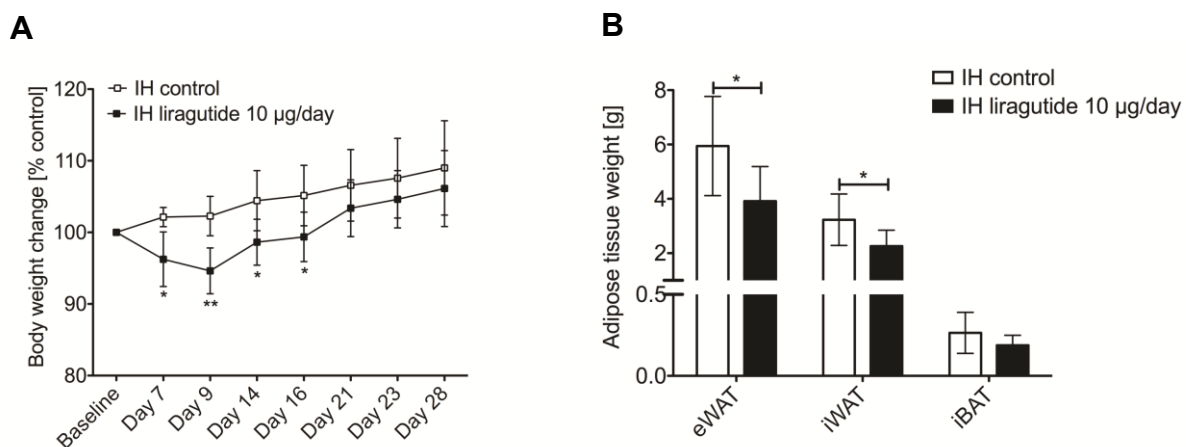 A
B
120
110
100
90
80
Body weight change [% control]
IH control
IH liragutide 10 µg/day
*
**
*
*
Baseline
Day 7
Day 9
Day 14
Day 16
Day 21
Day 23
Day 28
8
6
4
2
0.5
0.0
Adipose tissue weight [g]
*
*
IH control
IH liragutide 10 µg/day
eWAT
iWAT
iBAT